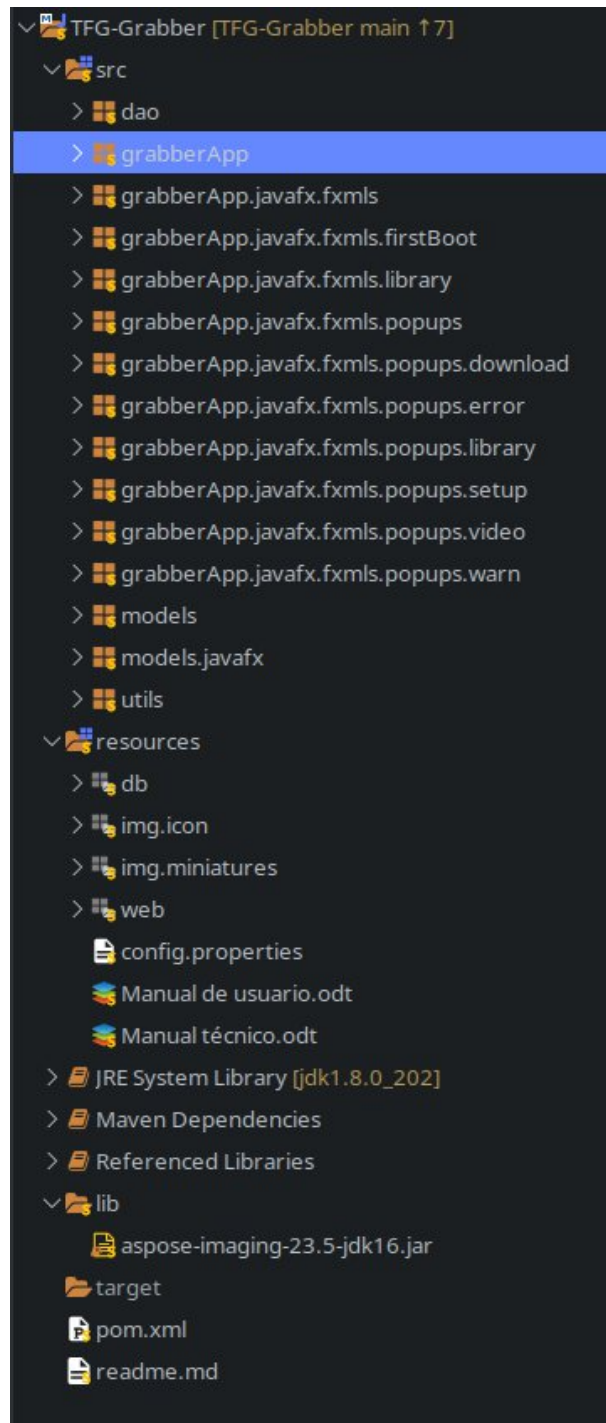 TFG-Grabber [TFG-Grabber main ↑7]
src
dao
grabberApp
grabberApp.javafx.fxmls
grabberApp.javafx.fxmls.firstBoot
grabberApp.javafx.fxmls.library
grabberApp.javafx.fxmls.popups
grabberApp.javafx.fxmls.popups.download
grabberApp.javafx.fxmls.popups.error
grabberApp.javafx.fxmls.popups.library
grabberApp.javafx.fxmls.popups.setup
grabberApp.javafx.fxmls.popups.video
grabberApp.javafx.fxmls.popups.warn
models
models.javafx
utils
resources
db
img.icon
img.miniatures
web
config.properties
Manual de usuario.odt
Manual técnico.odt
JRE System Library [jdk1.8.0_202]
Maven Dependencies
Referenced Libraries
lib
aspose-imaging-23.5-jdk16.jar
target
pom.xml
readme.md